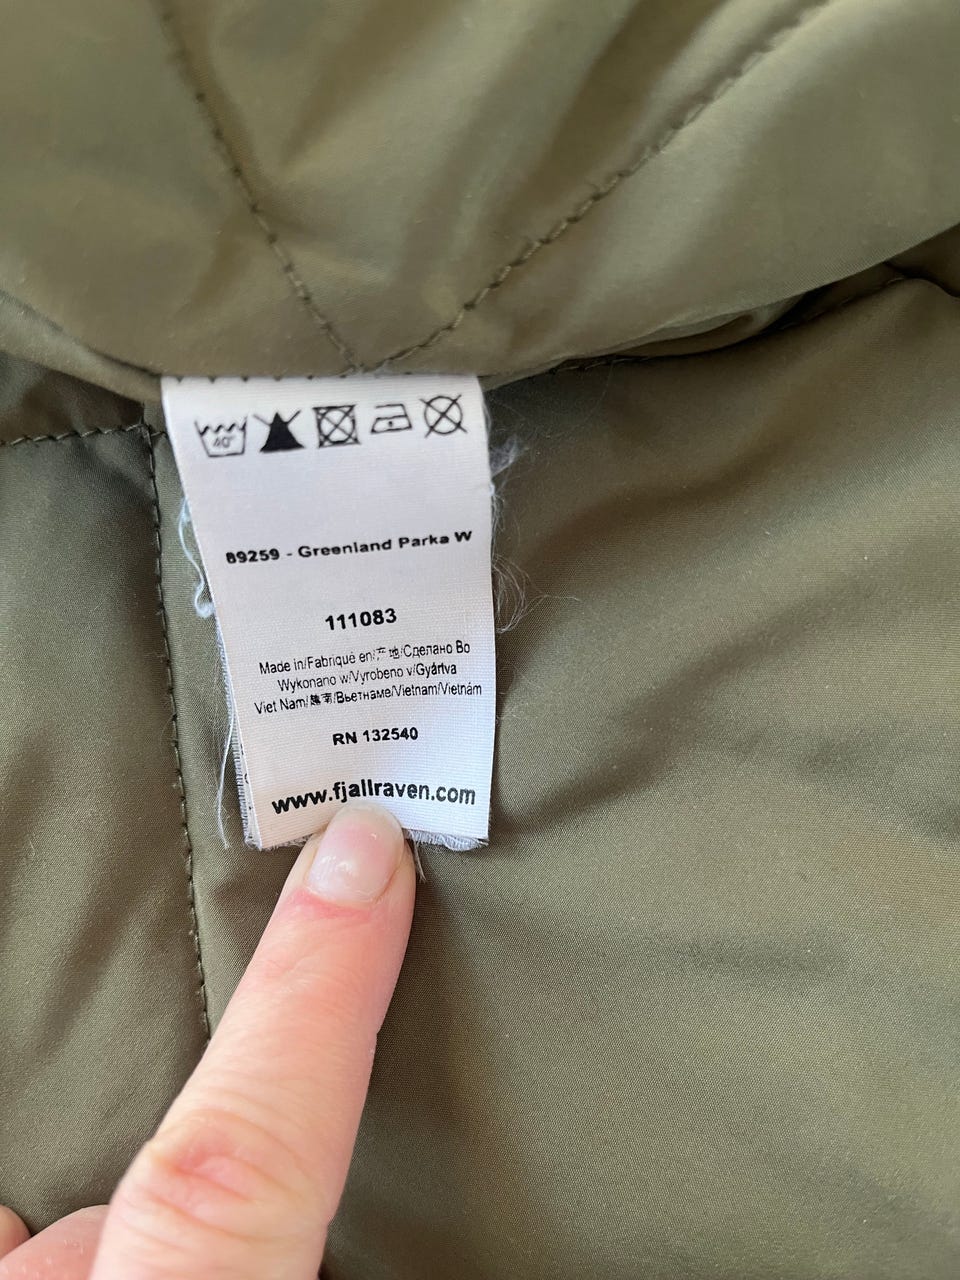 40°
89259 - Greenland Parka W
111083
Made in/Fabriqué en/产地/Сделано Во
Wykonano w/Vyrobeno v/Gyártva
Viet Nam/越南/Вьетнаме/Vietnam/Vietnám
RN 132540
www.fjallraven.com